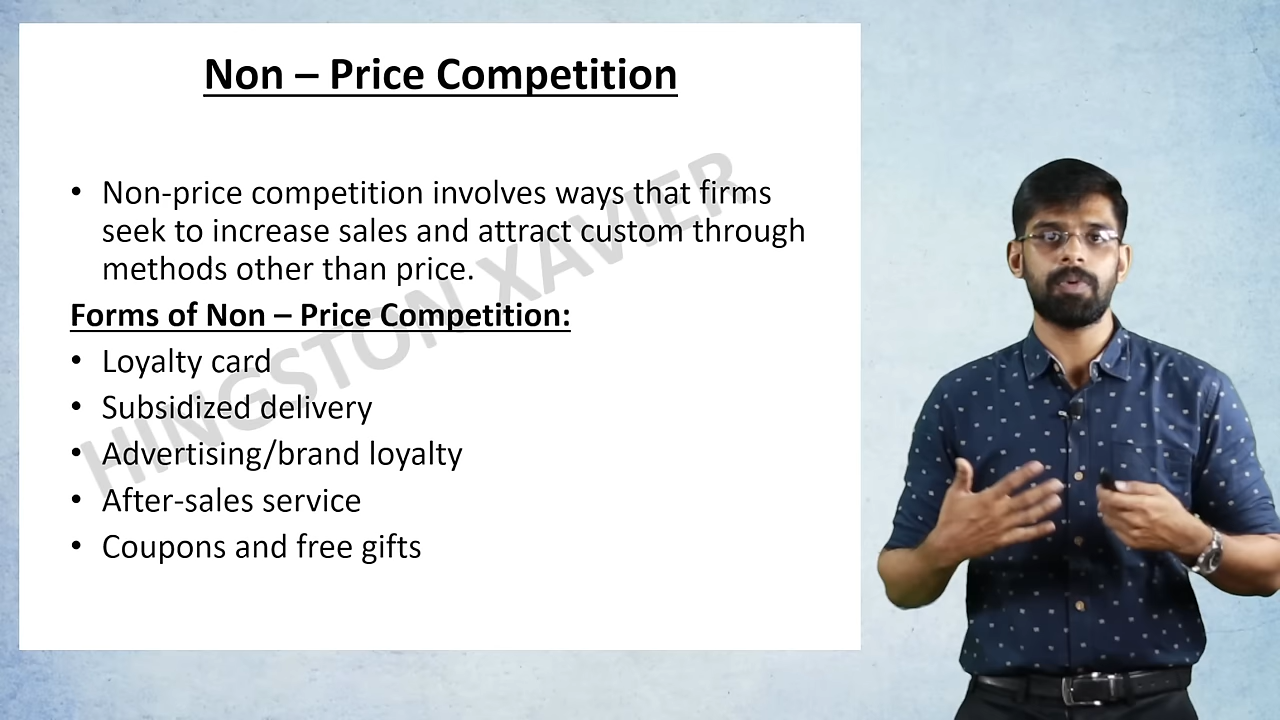 Non – Price Competition
• Non-price competition involves ways that firms
seek to increase sales and attract custom through
methods other than price.
Forms of Non – Price Competition:
• Loyalty card
• Subsidized delivery
• Advertising/brand loyalty
• After-sales service
• Coupons and free gifts
HINGSTON XAVIER